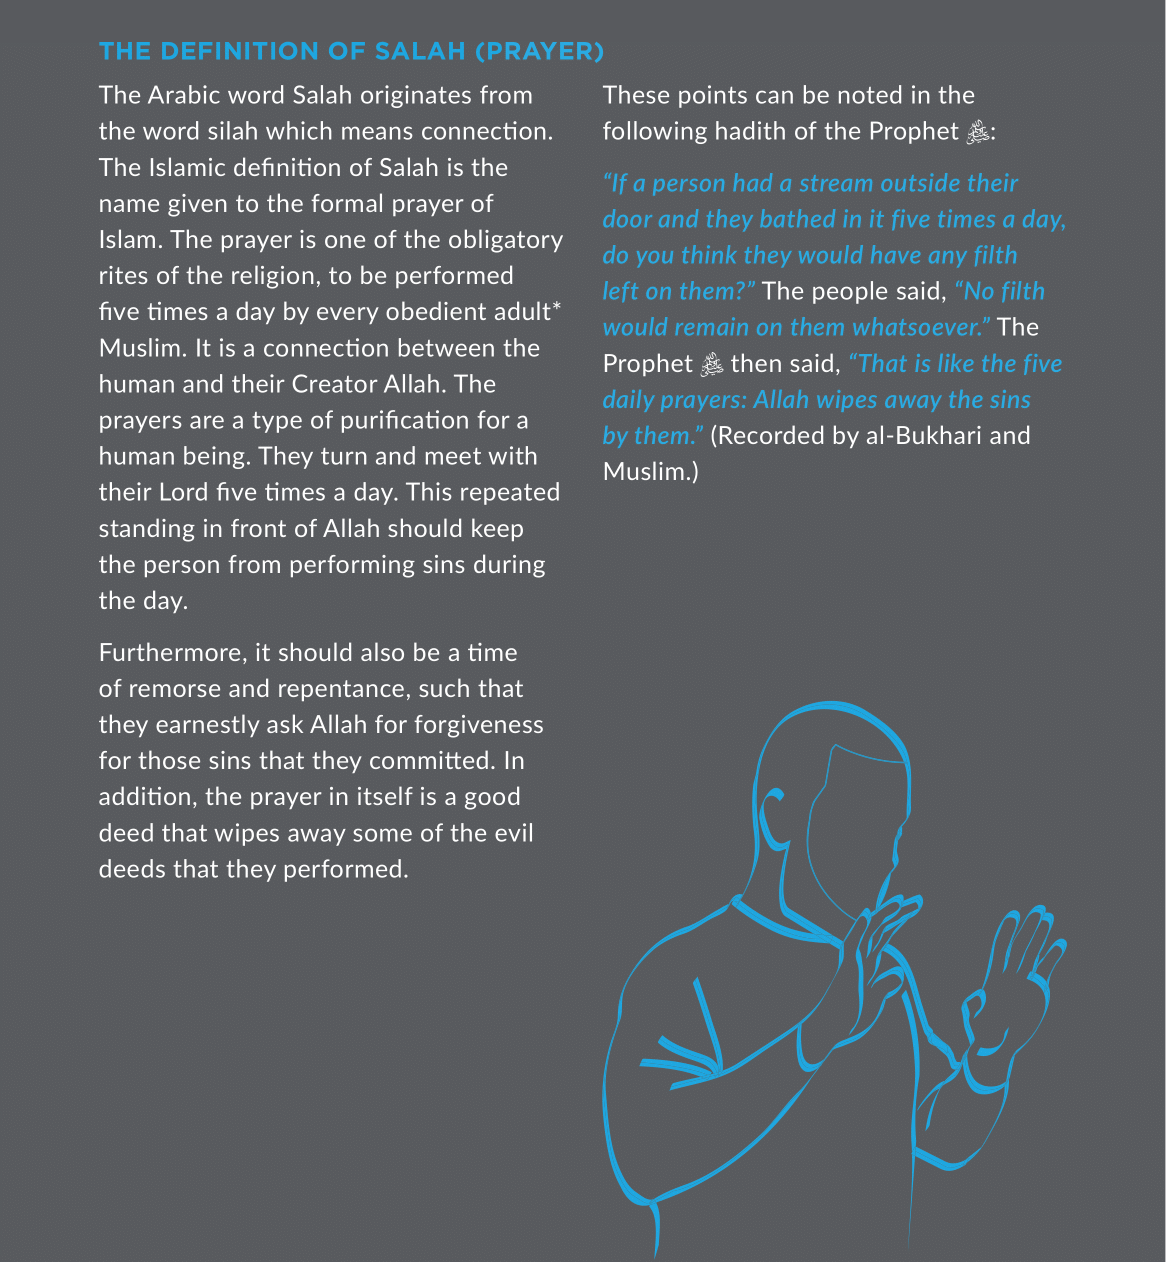 THE DEFINITION OF SALAH (PRAYER)
The Arabic word Salah originates from
the word silah which means connection.
The Islamic definition of Salah is the
name given to the formal prayer of
Islam. The prayer is one of the obligatory
rites of the religion, to be performed
five times a day by every obedient adult*
Muslim. It is a connection between the
human and their Creator Allah. The
prayers are a type of purification for a
human being. They turn and meet with
their Lord five times a day. This repeated
standing in front of Allah should keep
the person from performing sins during
the day.
Furthermore, it should also be a time
of remorse and repentance, such that
they earnestly ask Allah for forgiveness
for those sins that they committed. In
addition, the prayer in itself is a good
deed that wipes away some of the evil
deeds that they performed.
These points can be noted in the
following hadith of the Prophet ﷺ:
“If a person had a stream outside their
door and they bathed in it five times a day,
do you think they would have any filth
left on them?” The people said, “No filth
would remain on them whatsoever.” The
Prophet ﷺ then said, “That is like the five
daily prayers: Allah wipes away the sins
by them.” (Recorded by al-Bukhari and
Muslim.)